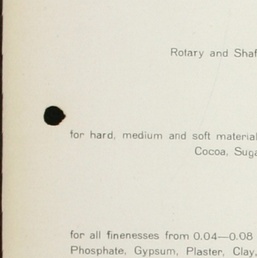 Rotary and Shaf
for hard, medium and soft material
Cocoa, Suga
for all finenesses from 0.04—0.08
Phosphate, Gypsum, Plaster, Clay,